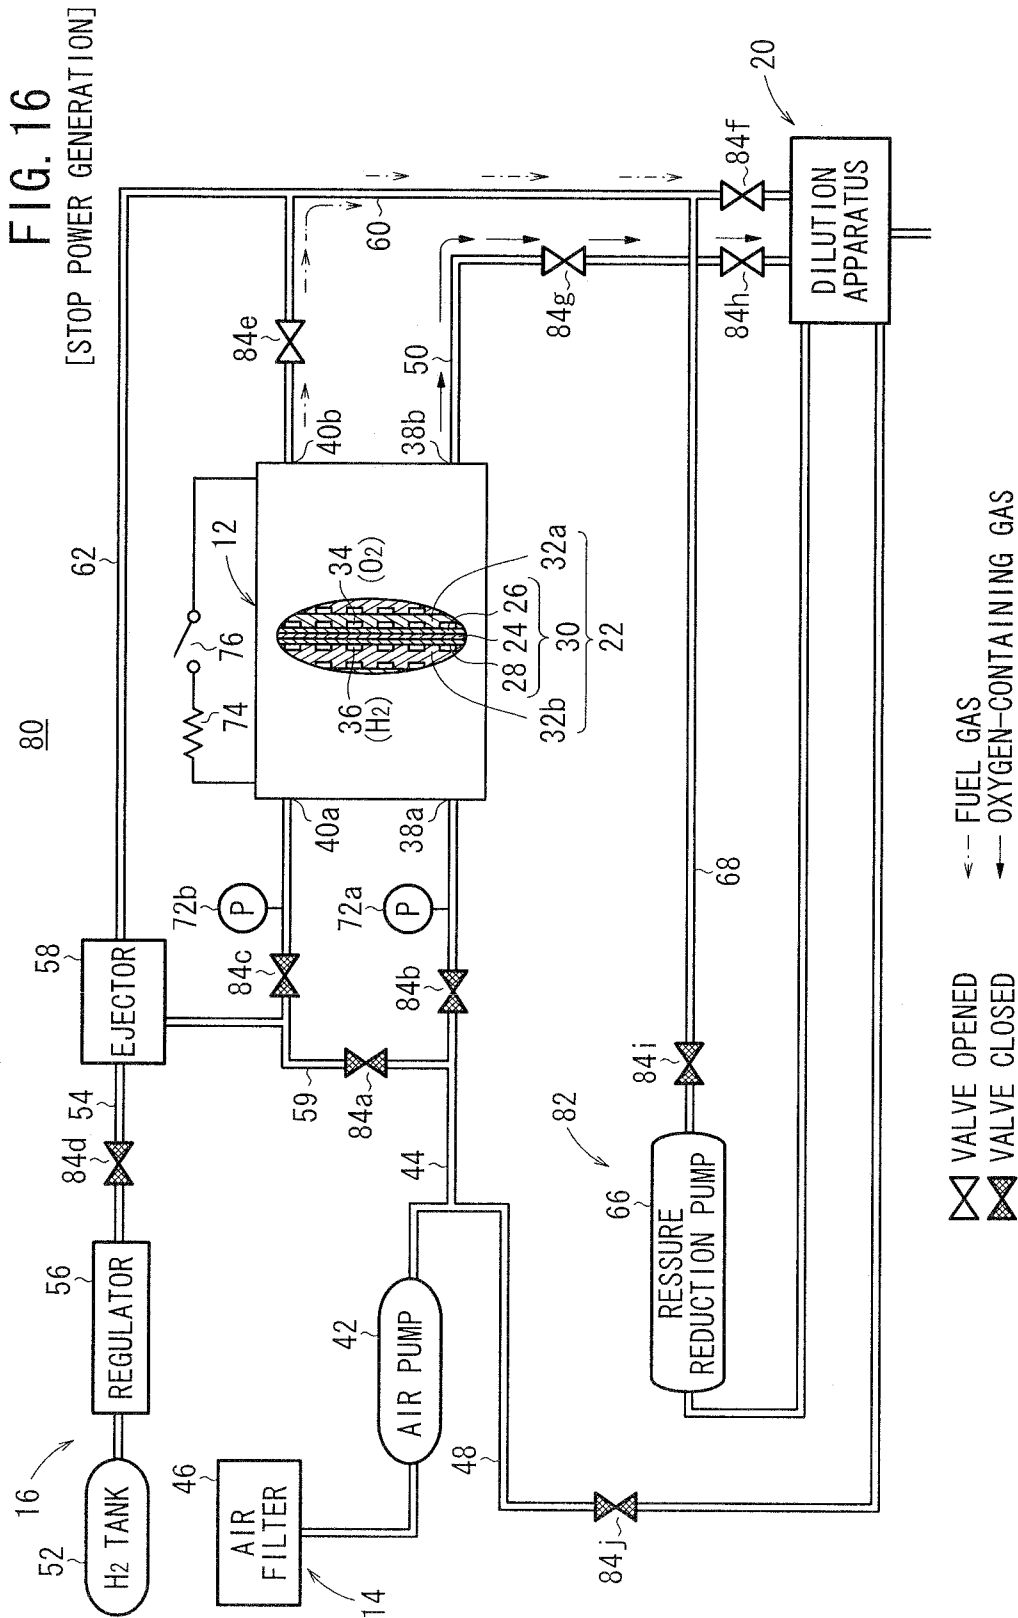 FIG. 16
[STOP POWER GENERATION]
80
16
52
H2 TANK
56
REGULATOR
84d
54
58
EJECTOR
62
46
AIR
FILTER
14
42
AIR PUMP
44
48
84j
59
84a
84c
84b
72b
P
72a
P
40a
38a
74
76
12
36
(H2)
34
(O2)
32b
28
24
26
32a
30
22
40b
38b
84e
50
60
84g
84h
84f
20
DILUTION
APPARATUS
68
84i
82
66
RESSURE
REDUCTION PUMP
VALVE OPENED
VALVE CLOSED
FUEL GAS
OXYGEN-CONTAINING GAS